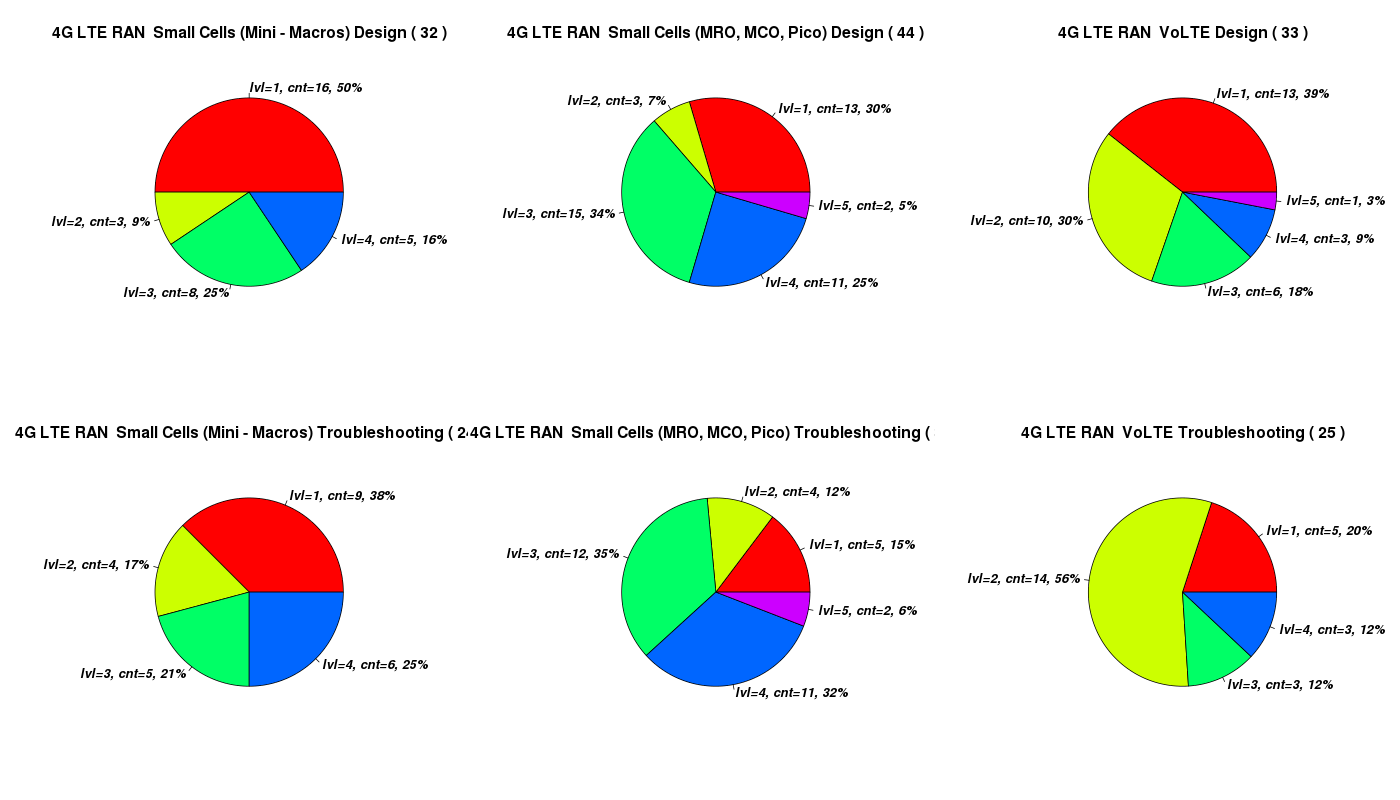 4G LTE RAN  Small Cells (Mini - Macros) Design ( 32 )
lvl=1, cnt=16, 50%
lvl=2, cnt=3, 9%
lvl=3, cnt=8, 25%
lvl=4, cnt=5, 16%
4G LTE RAN  Small Cells (MRO, MCO, Pico) Design ( 44 )
lvl=1, cnt=13, 30%
lvl=2, cnt=3, 7%
lvl=3, cnt=15, 34%
lvl=4, cnt=11, 25%
lvl=5, cnt=2, 5%
4G LTE RAN  VoLTE Design ( 33 )
lvl=1, cnt=13, 39%
lvl=2, cnt=10, 30%
lvl=3, cnt=6, 18%
lvl=4, cnt=3, 9%
lvl=5, cnt=1, 3%
4G LTE RAN  Small Cells (Mini - Macros) Troubleshooting (
lvl=1, cnt=9, 38%
lvl=2, cnt=4, 17%
lvl=3, cnt=5, 21%
lvl=4, cnt=6, 25%
4G LTE RAN  Small Cells (MRO, MCO, Pico) Troubleshooting (
lvl=1, cnt=5, 15%
lvl=2, cnt=4, 12%
lvl=3, cnt=12, 35%
lvl=4, cnt=11, 32%
lvl=5, cnt=2, 6%
4G LTE RAN  VoLTE Troubleshooting ( 25 )
lvl=1, cnt=5, 20%
lvl=2, cnt=14, 56%
lvl=3, cnt=3, 12%
lvl=4, cnt=3, 12%